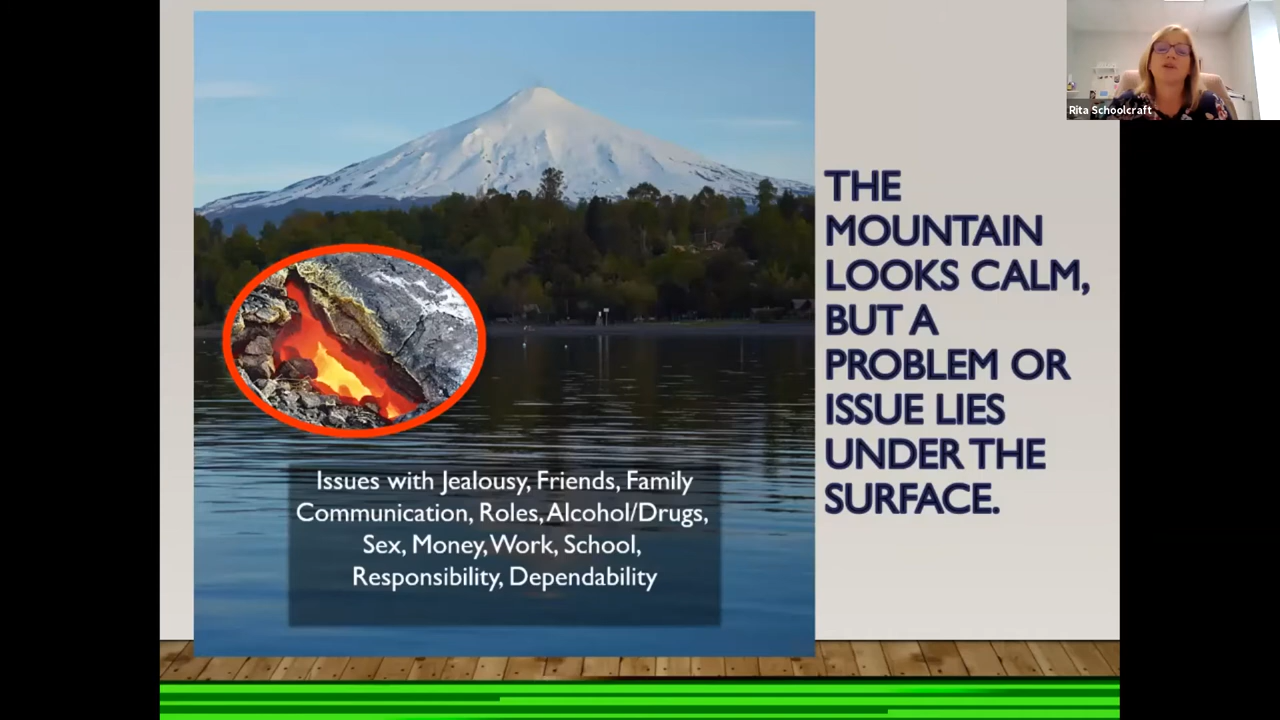 Rita Schoolcraft
THE
MOUNTAIN
LOOKS CALM,
BUT A
PROBLEM OR
ISSUE LIES
UNDER THE
SURFACE.
Issues with Jealousy, Friends, Family
Communication, Roles, Alcohol/Drugs,
Sex, Money, Work, School,
Responsibility, Dependability